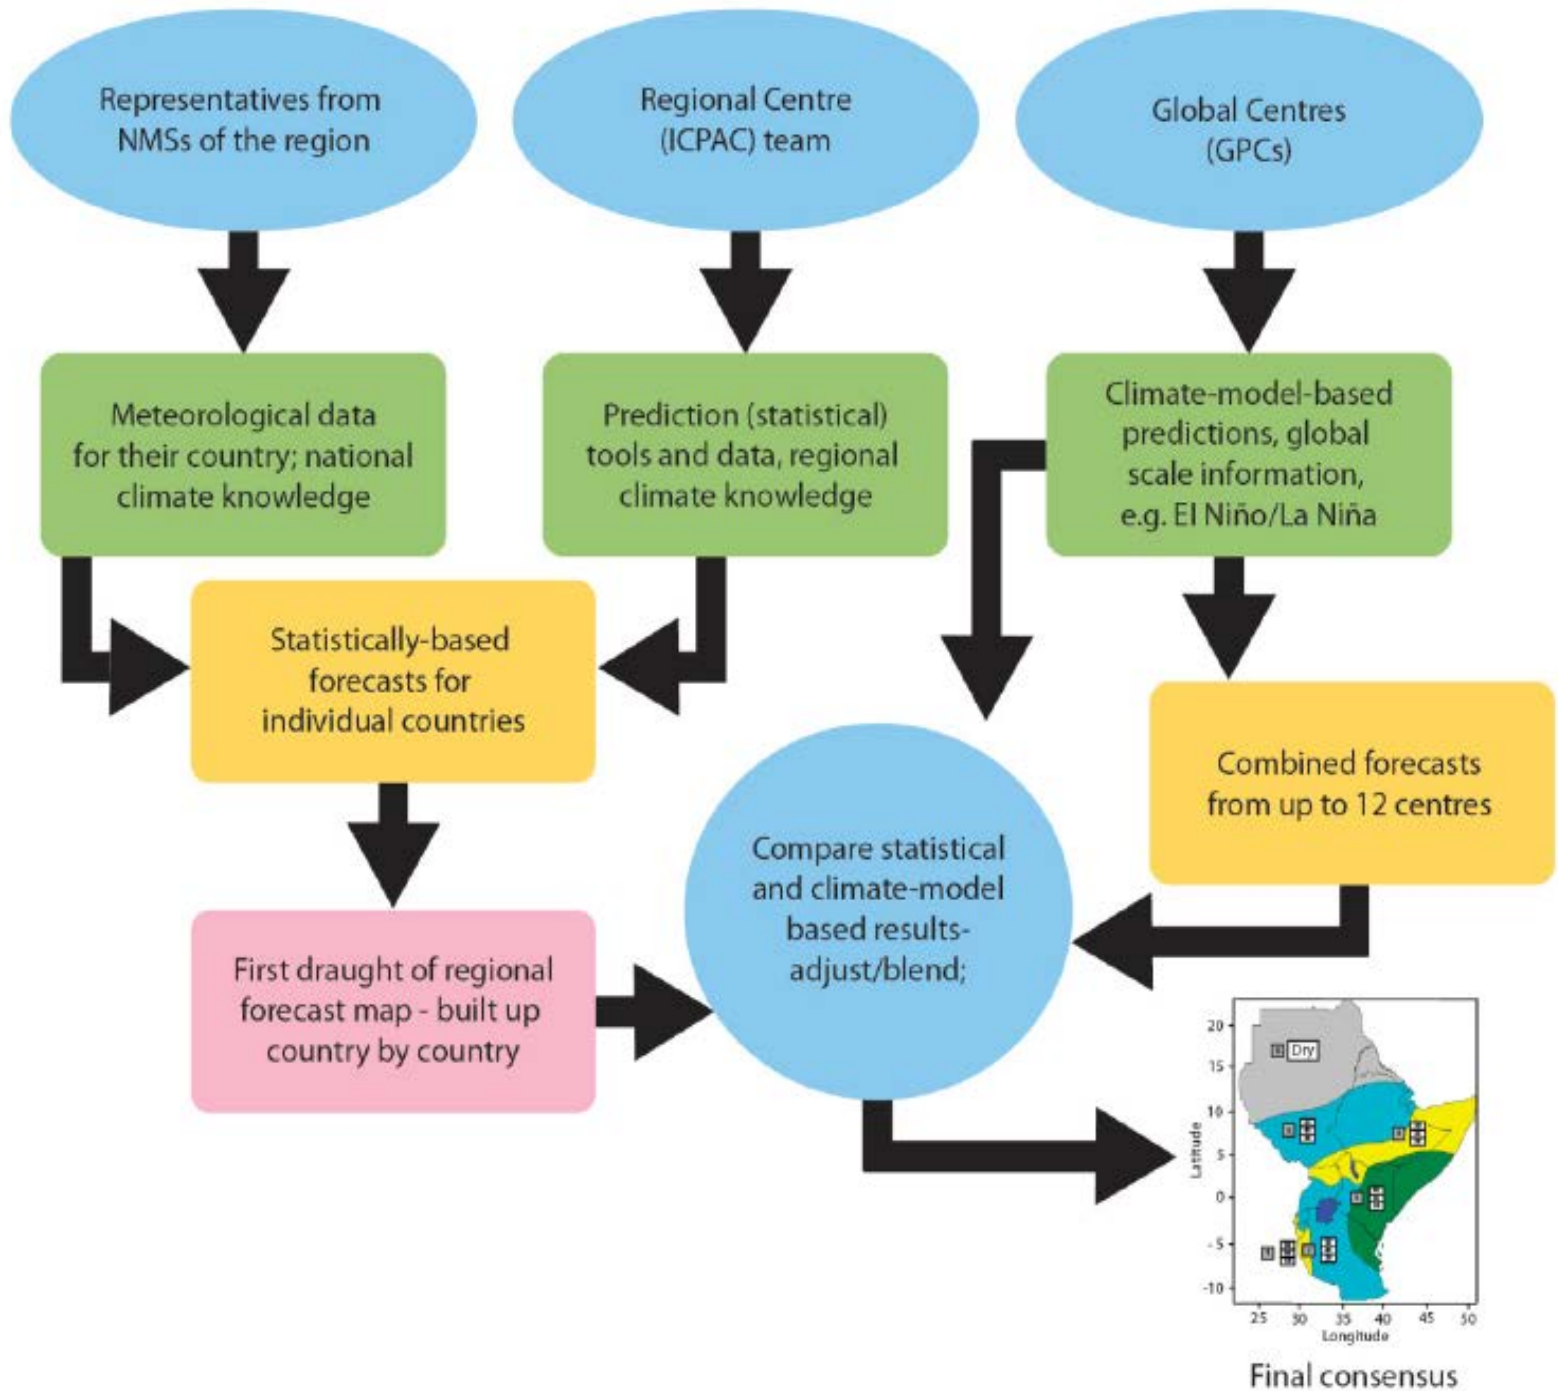 Representatives from
NMSs of the region
Regional Centre
(ICPAC) team
Global Centres
(GPCs)
Meteorological data
for their country; national
climate knowledge
Prediction (statistical)
tools and data, regional
climate knowledge
Climate-model-based
predictions, global
scale information,
e.g. El Niño/La Niña
Statistically-based
forecasts for
individual countries
Combined forecasts
from up to 12 centres
Compare statistical
and climate-model
based results-
adjust/blend;
First draught of regional
forecast map - built up
country by country
Dry
20
15
10
5
0
-5
-10
Latitude
25 30 35 40 45 50
Longitude
Final consensus